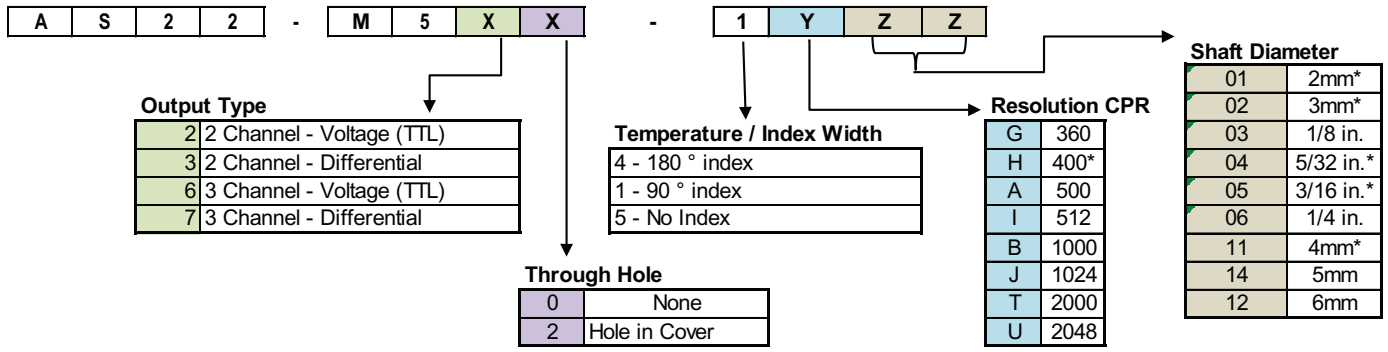 A S 2 2 - M 5 X X - 1 Y Z Z
Shaft Diameter
01 2mm*
02 3mm*
03 1/8 in.
04 5/32 in.*
05 3/16 in.*
06 1/4 in.
11 4mm*
14 5mm
12 6mm
Output Type
2 2 Channel - Voltage (TTL)
3 2 Channel - Differential
6 3 Channel - Voltage (TTL)
7 3 Channel - Differential
Temperature / Index Width
4 - 180 ° index
1 - 90 ° index
5 - No Index
Resolution CPR
G 360
H 400*
A 500
I 512
B 1000
J 1024
T 2000
U 2048
Through Hole
0 None
2 Hole in Cover